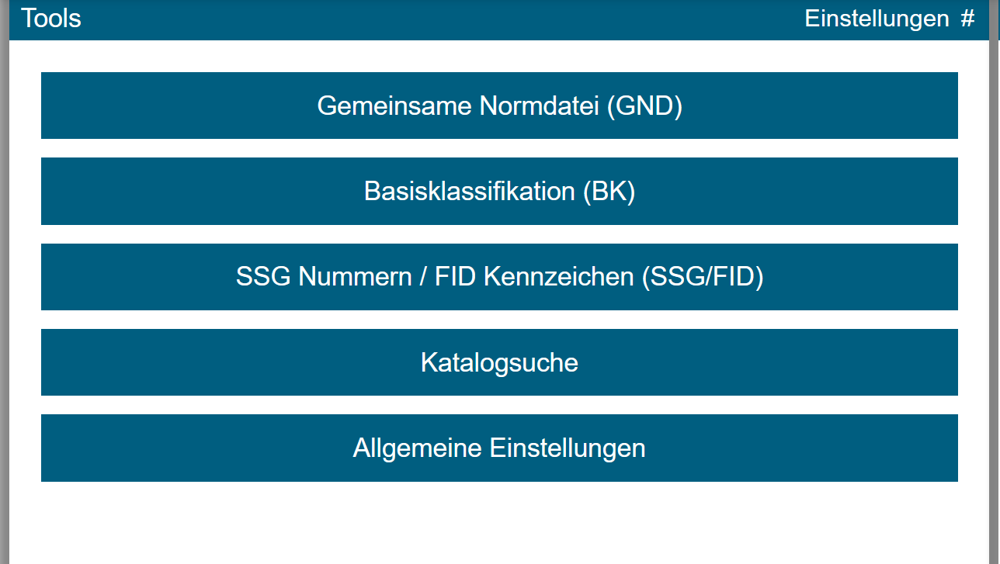 Tools
Einstellungen #
Gemeinsame Normdatei (GND)
Basisklassifikation (BK)
SSG Nummern / FID Kennzeichen (SSG/FID)
Katalogsuche
Allgemeine Einstellungen